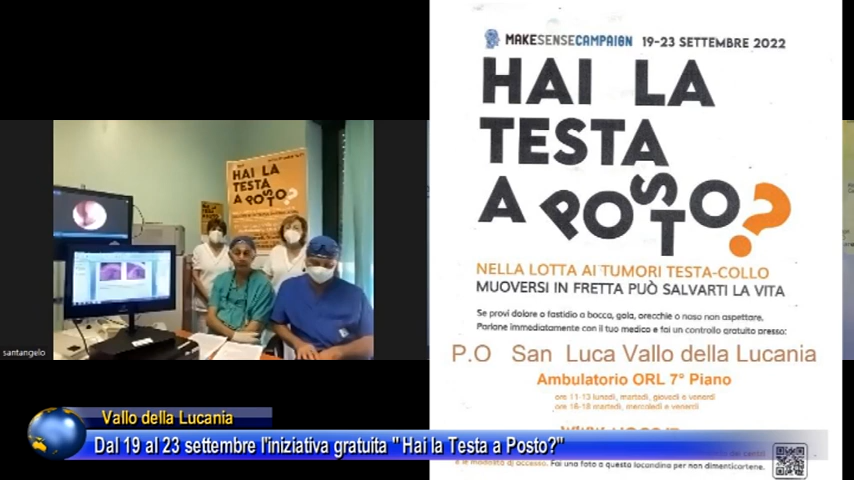 MAKESENSECAMPAIGN 19-23 SETTEMBRE 2022
HAI LA
TESTA
A POSTO?
NELLA LOTTA AI TUMORI TESTA-COLLO
MUOVERSI IN FRETTA PUÒ SALVARTI LA VITA
Se provi dolore o fastidio a bocca, gola, orecchie o naso non aspettare.
Parlane immediatamente con il tuo medico e fai un controllo gratuito presso:
P.O San Luca Vallo della Lucania
Ambulatorio ORL 7° Piano
ore 11-13 lunedì, martedì, giovedì e venerdì
ore 16-18 martedì, mercoledì e venerdì
e le modalità di accesso. Fai una foto a questa locandina per non dimenticartene.
HAI LA
TESTA
A POSTO?
santangelo
Vallo della Lucania
Dal 19 al 23 settembre l'iniziativa gratuita "Hai la Testa a Posto?"